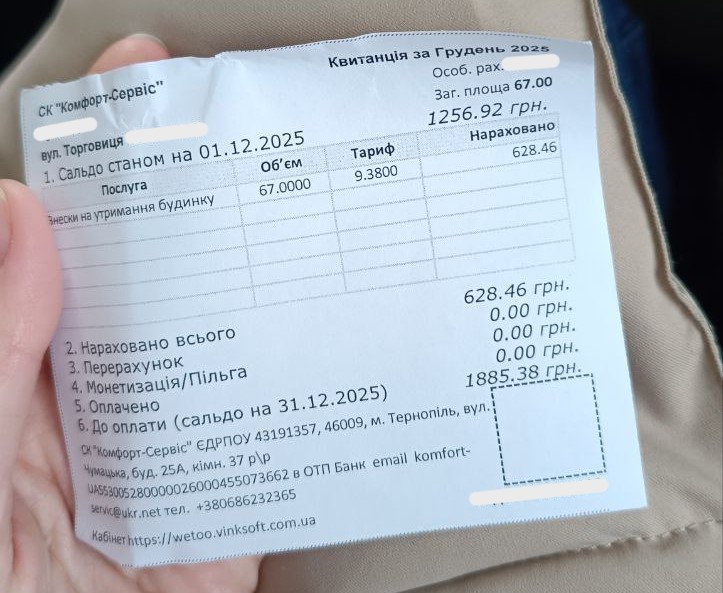 Квитанція за Грудень 2025
СК "Комфорт-Сервіс"
Особ. рах.
Заг. площа 67.00
вул. Торговиця
1. Сальдо станом на 01.12.2025 1256.92 грн.
Послуга Об'єм Тариф Нараховано
Внески на утримання будинку 67.0000 9.3800 628.46
2. Нараховано всього 628.46 грн.
3. Перерахунок 0.00 грн.
4. Монетизація/Пільга 0.00 грн.
5. Оплачено 0.00 грн.
6. До оплати (сальдо на 31.12.2025) 1885.38 грн.
СК "Комфорт-Сервіс" ЄДРПОУ 43191357, 46009, м. Тернопіль, вул.
Чумацька, буд. 25А, кімн. 37 р\р
UA553005280000026000455073662 в ОТП Банк email komfort-
servic@ukr.net тел. +380686232365
Кабінет https://wetoo.vinksoft.com.ua